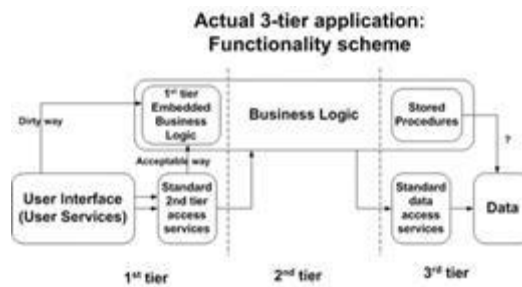 Actual 3-tier application:
Functionality scheme
1st tier
Embedded
Business
Logic
Business Logic
Stored
Procedures
Dirty way
Acceptable way
?
User Interface
(User Services)
Standard
2nd tier
access
services
Standard
data
access
services
Data
1st tier
2nd tier
3rd tier